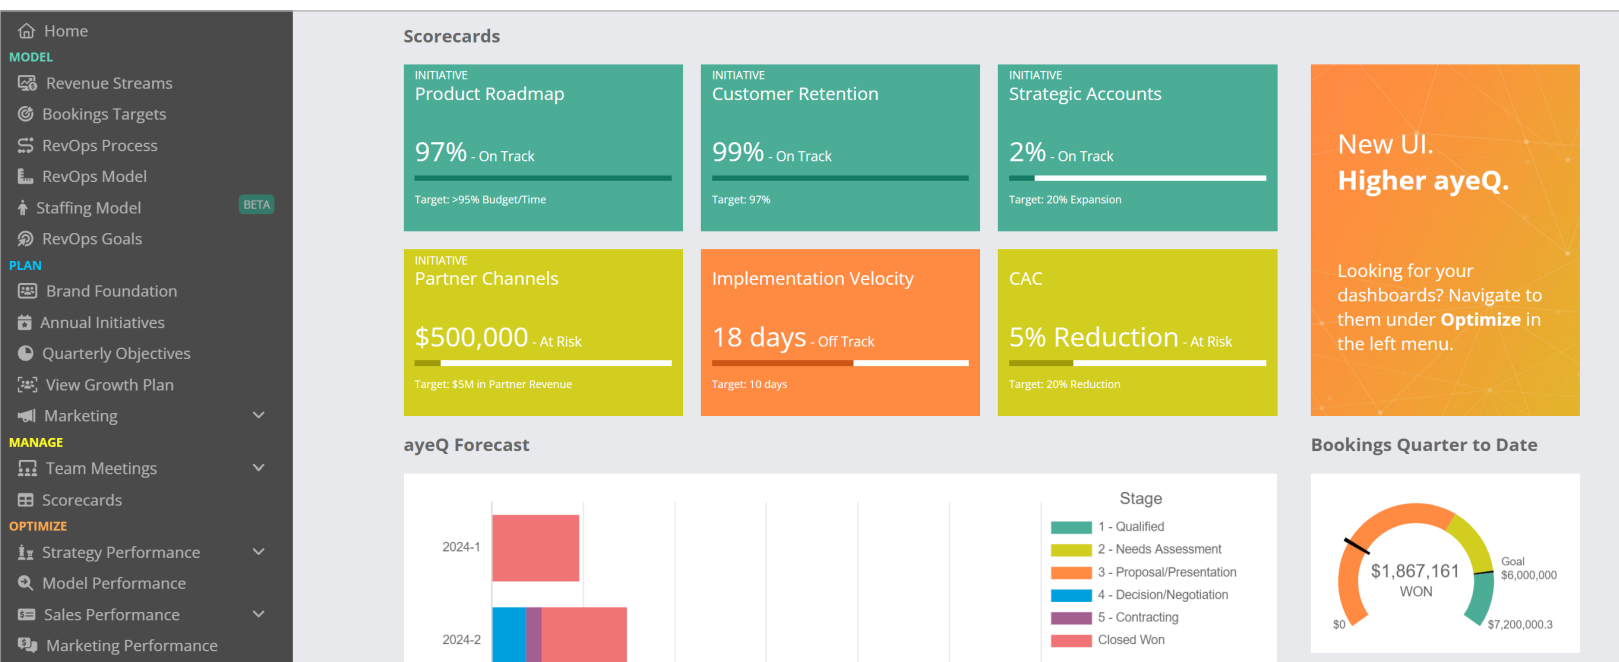 Home
MODEL
Revenue Streams
Bookings Targets
RevOps Process
RevOps Model
Staffing Model BETA
RevOps Goals
PLAN
Brand Foundation
Annual Initiatives
Quarterly Objectives
View Growth Plan
Marketing
MANAGE
Team Meetings
Scorecards
OPTIMIZE
Strategy Performance
Model Performance
Sales Performance
Marketing Performance
Scorecards
INITIATIVE
Product Roadmap
97% - On Track
Target: >95% Budget/Time
INITIATIVE
Customer Retention
99% - On Track
Target: 97%
INITIATIVE
Strategic Accounts
2% - On Track
Target: 20% Expansion
INITIATIVE
Partner Channels
$500,000 - At Risk
Target: $5M in Partner Revenue
Implementation Velocity
18 days - Off Track
Target: 10 days
CAC
5% Reduction - At Risk
Target: 20% Reduction
New UI.
Higher ayeQ.
Looking for your
dashboards? Navigate to
them under Optimize in
the left menu.
ayeQ Forecast
2024-1
2024-2
Stage
1 - Qualified
2 - Needs Assessment
3 - Proposal/Presentation
4 - Decision/Negotiation
5 - Contracting
Closed Won
Bookings Quarter to Date
$1,867,161
WON
Goal
$6,000,000
$0
$7,200,000.3